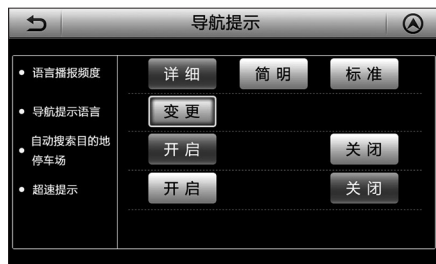 导航提示
语言播报频度 详细 简明 标准
导航提示语言 变更
自动搜索目的地
停车场 开启 关闭
超速提示 开启 关闭